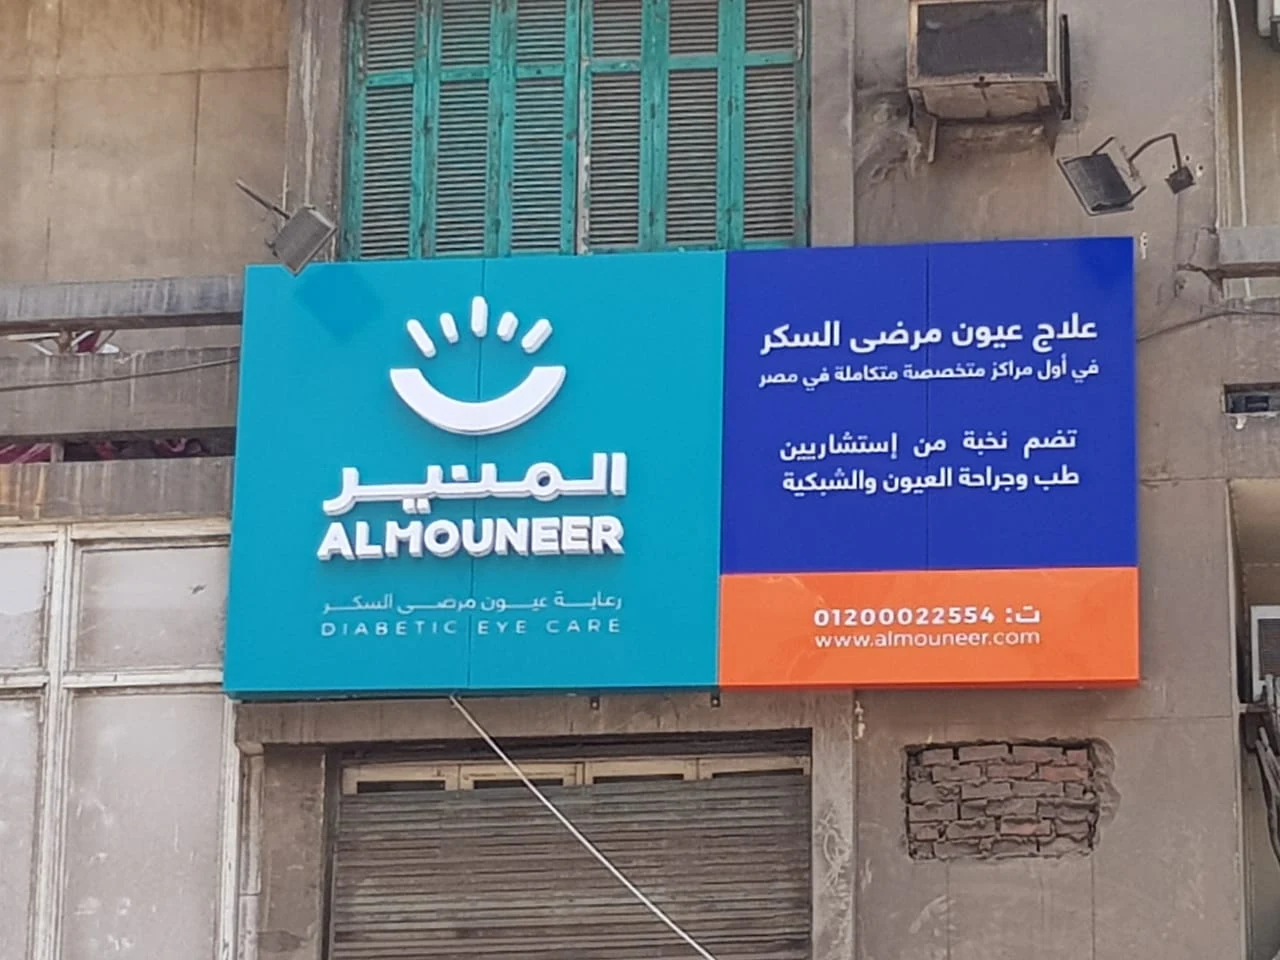 المنير
ALMOUNEER
رعاية عيون مرضى السكر
DIABETIC EYE CARE
علاج عيون مرضى السكر
في أول مراكز متخصصة متكاملة في مصر
تضم نخبة من إستشاريين
طب وجراحة العيون والشبكية
ت: 01200022554
www.almouneer.com